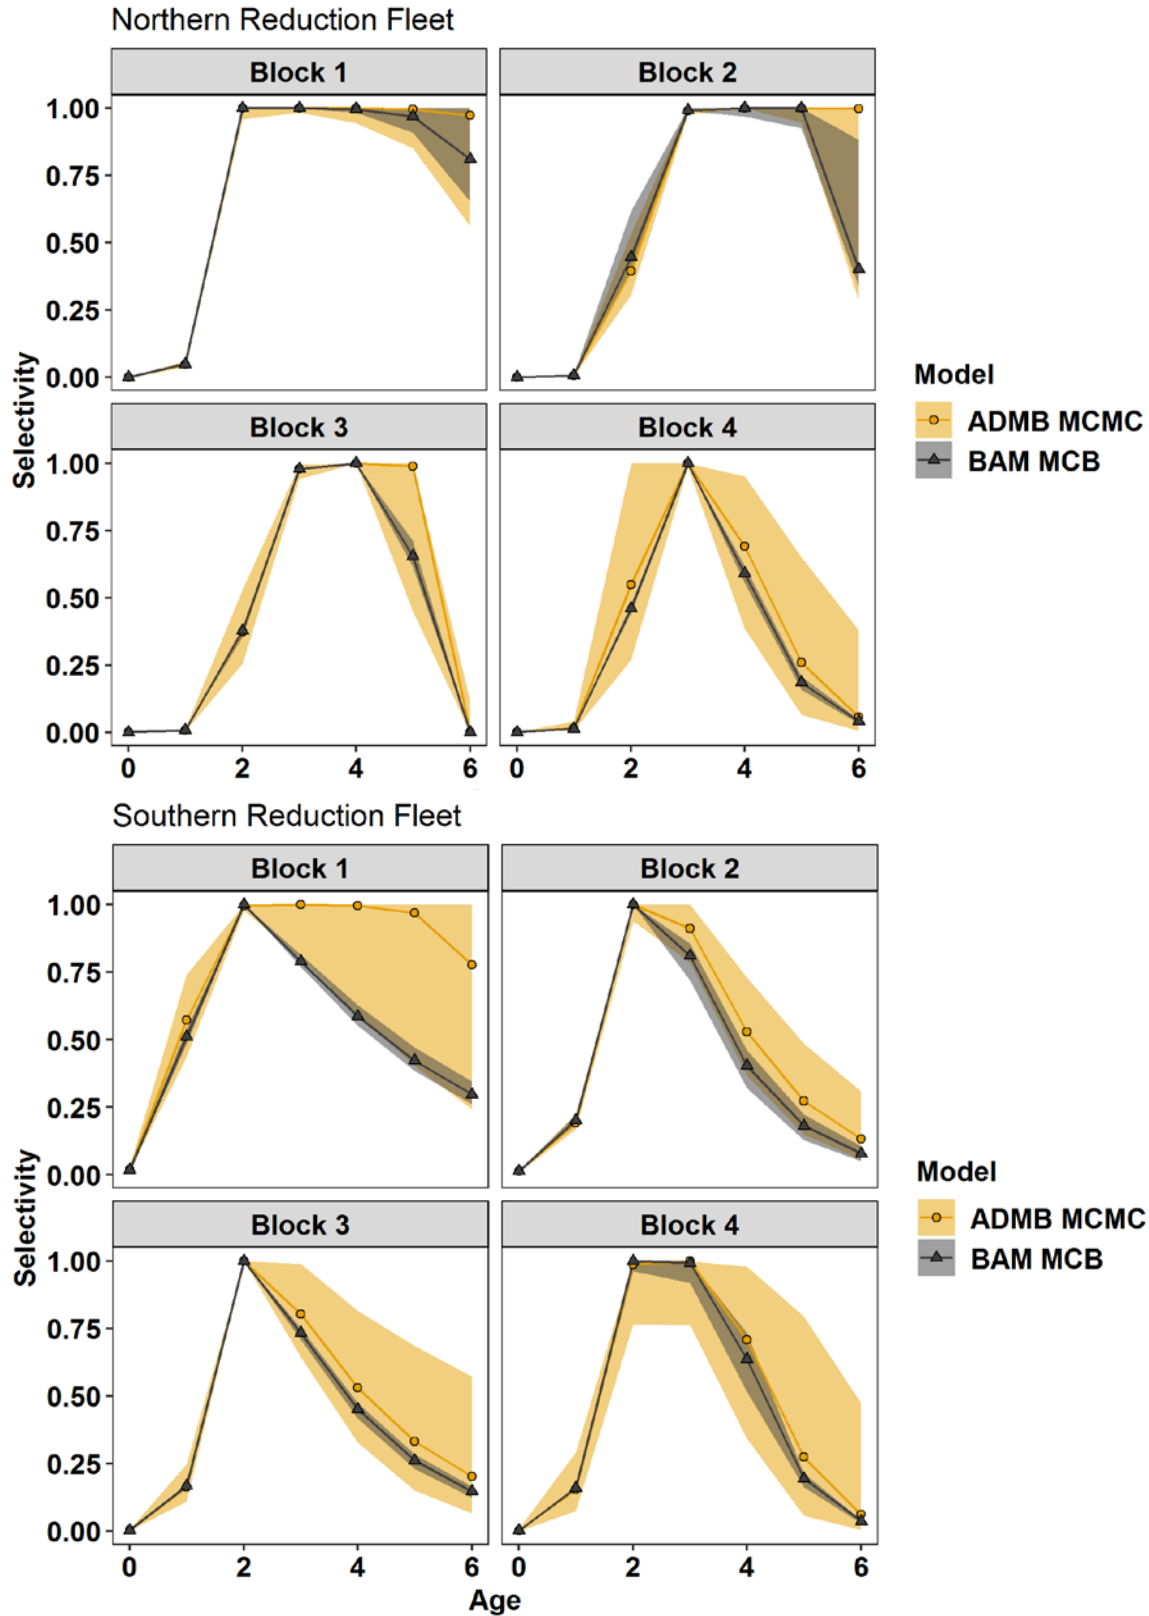 Northern Reduction Fleet
Block 1
Block 2
1.00
0.75
0.50
0.25
0.00
Block 3
Block 4
1.00
0.75
0.50
0.25
0.00
0 2 4 6
0 2 4 6
Selectivity
Model
ADMB MCMC
BAM MCB
Southern Reduction Fleet
Block 1
Block 2
1.00
0.75
0.50
0.25
0.00
Block 3
Block 4
1.00
0.75
0.50
0.25
0.00
0 2 4 6
0 2 4 6
Selectivity
Age
Model
ADMB MCMC
BAM MCB